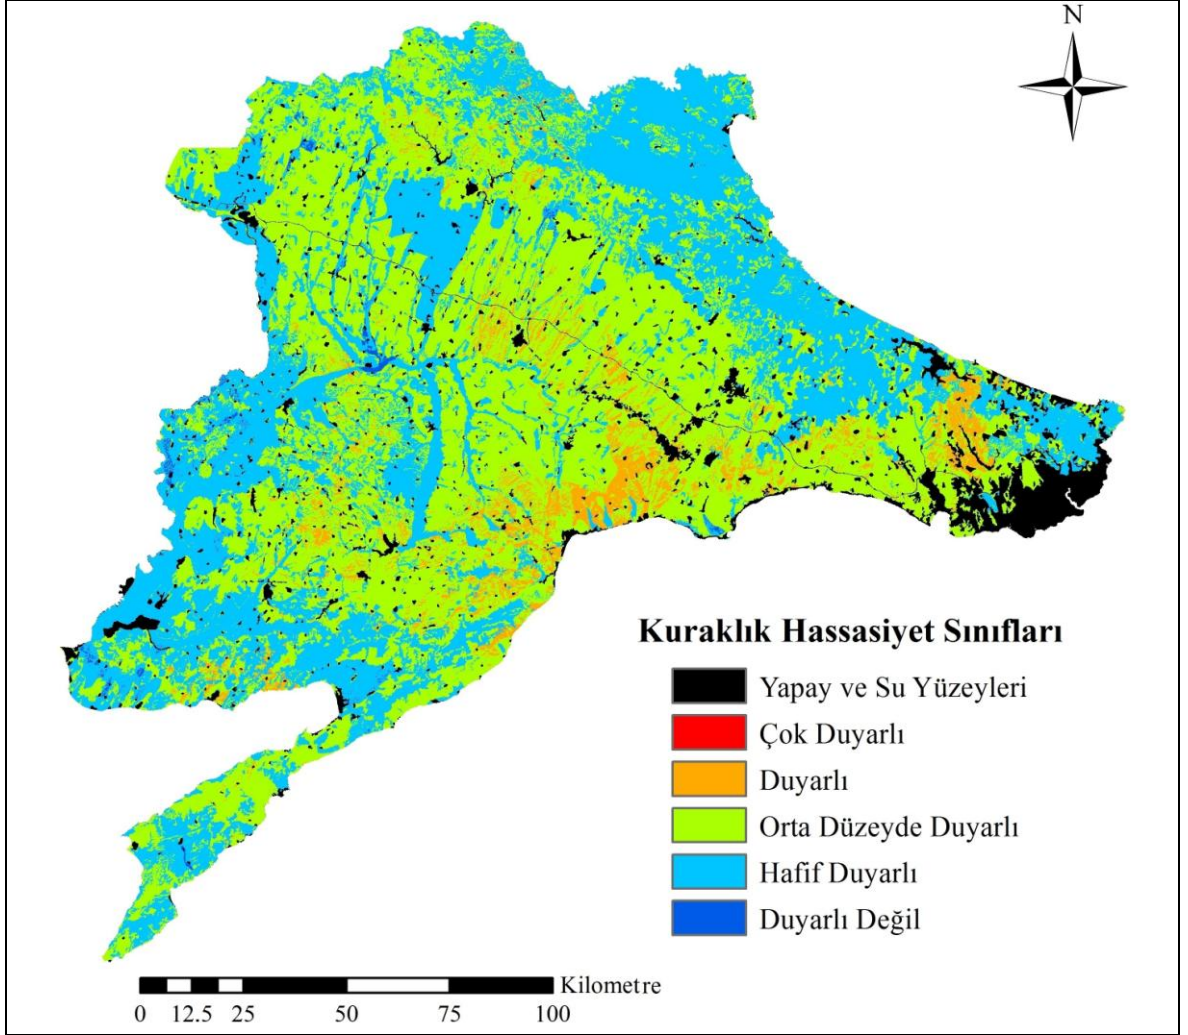 N
Kuraklık Hassasiyet Sınıfları
Yapay ve Su Yüzeyleri
Çok Duyarlı
Duyarlı
Orta Düzeyde Duyarlı
Hafif Duyarlı
Duyarlı Değil
Kilometre
0 12.5 25 50 75 100